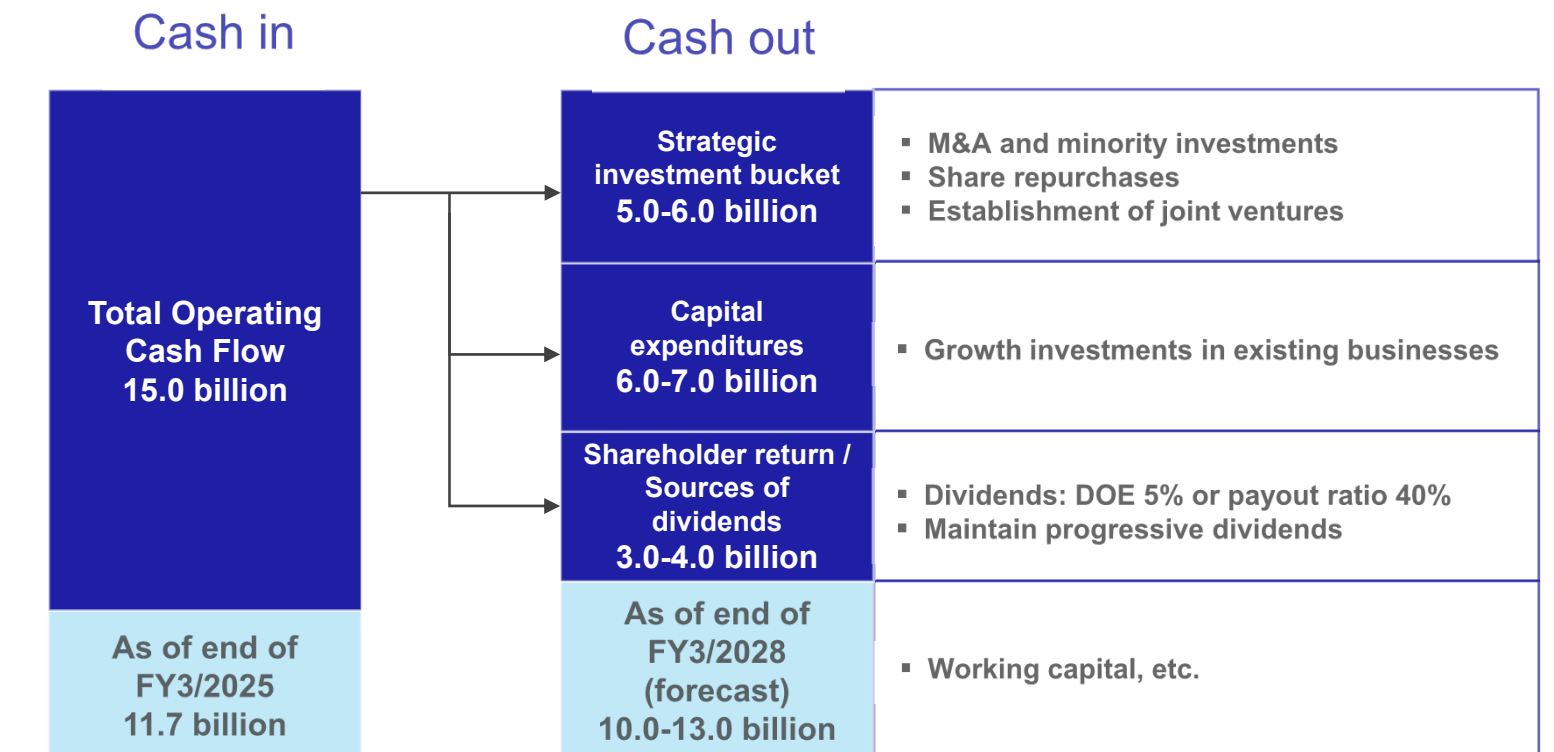 Cash in
Cash out
Total Operating
Cash Flow
15.0 billion
As of end of
FY3/2025
11.7 billion
Strategic
investment bucket
5.0-6.0 billion
▪ M&A and minority investments
▪ Share repurchases
▪ Establishment of joint ventures
Capital
expenditures
6.0-7.0 billion
▪ Growth investments in existing businesses
Shareholder return /
Sources of
dividends
3.0-4.0 billion
▪ Dividends: DOE 5% or payout ratio 40%
▪ Maintain progressive dividends
As of end of
FY3/2028
(forecast)
10.0-13.0 billion
▪ Working capital, etc.